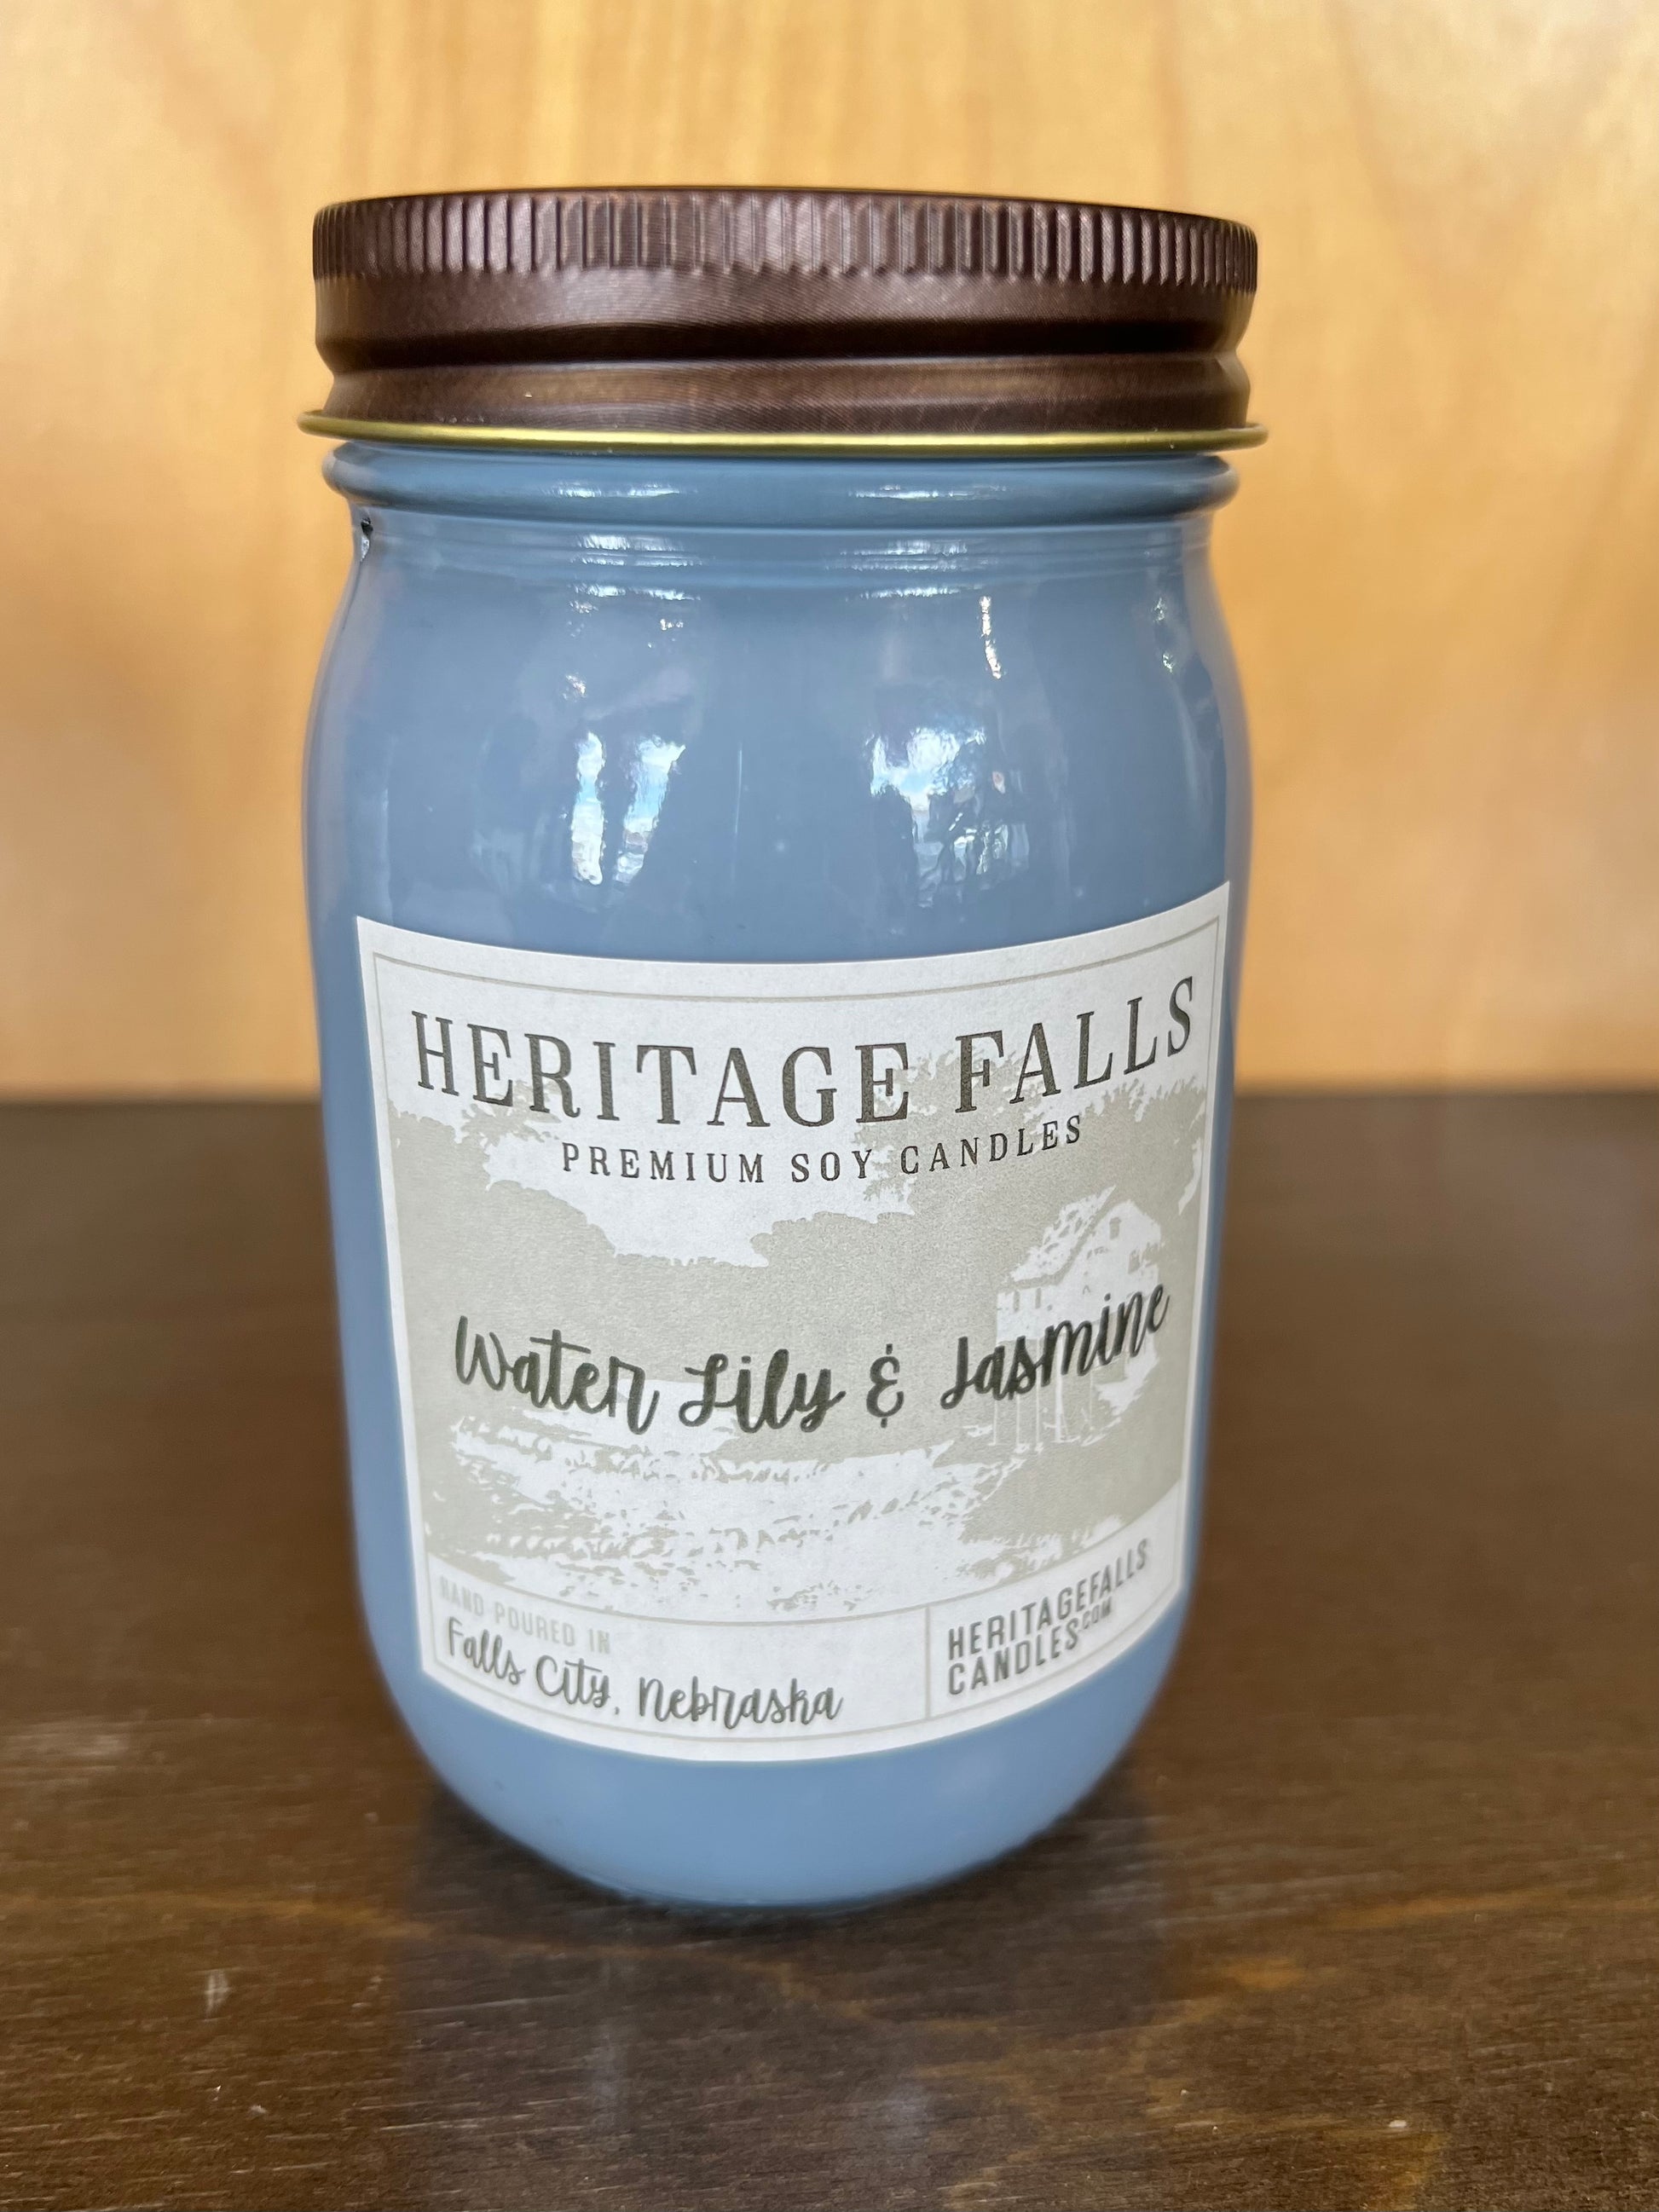 HERITAGE FALLS
PREMIUM SOY CANDLES
Water Lily & Jasmine
HAND POURED IN
Falls City, Nebraska
HERITAGEFALLS
CANDLES.COM